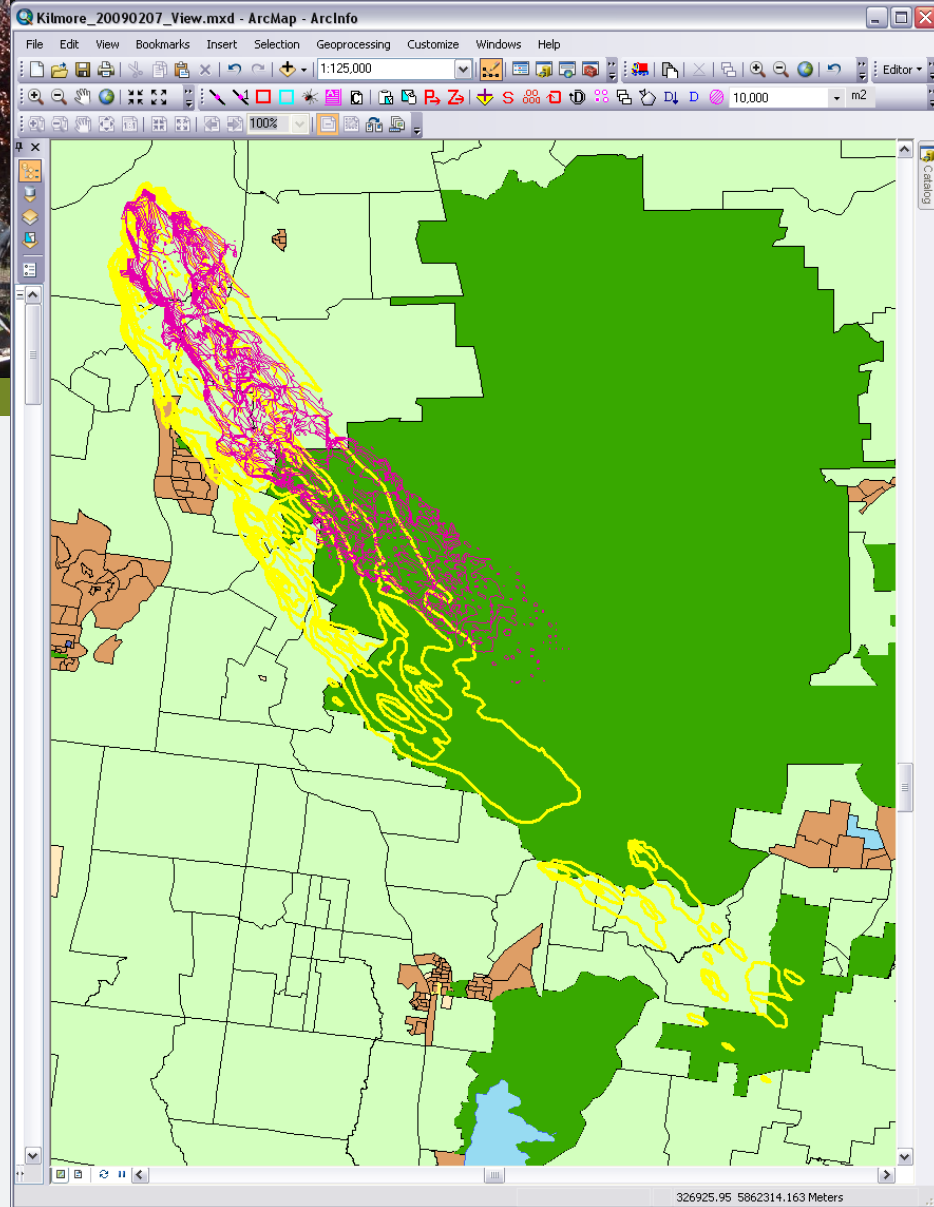 Kilmore_20090207_View.mxd - ArcMap - ArcInfo
File Edit View Bookmarks Insert Selection Geoprocessing Customize Windows Help
1:125,000
Editor
S D D 10,000 m2
100%
Catalog
326925.95 5862314.163 Meters